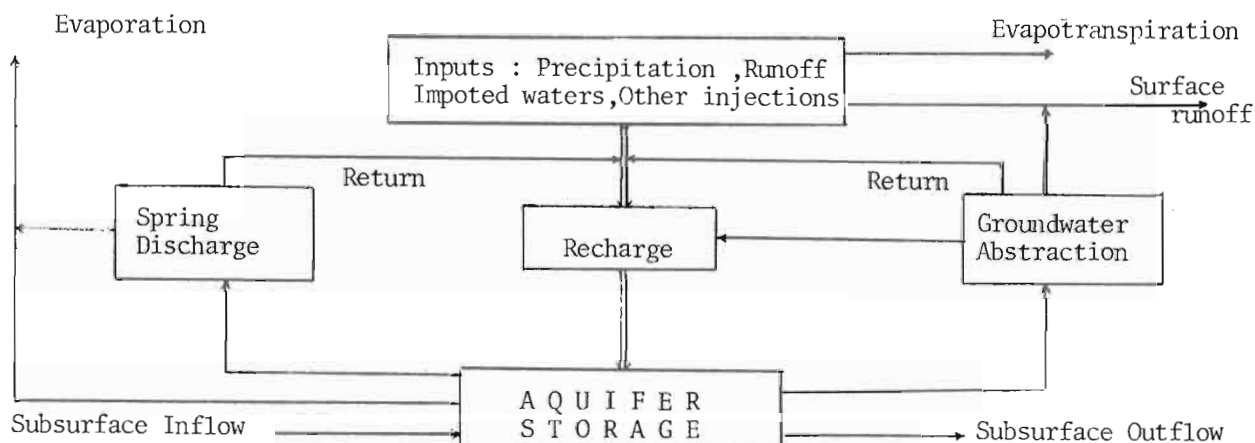 Evaporation
Evapotranspiration
Inputs : Precipitation ,Runoff
Impoted waters,Other injections
Surface
runoff
Return
Return
Spring
Discharge
Recharge
Groundwater
Abstraction
A Q U I F E R
S T O R A G E
Subsurface Inflow
Subsurface Outflow